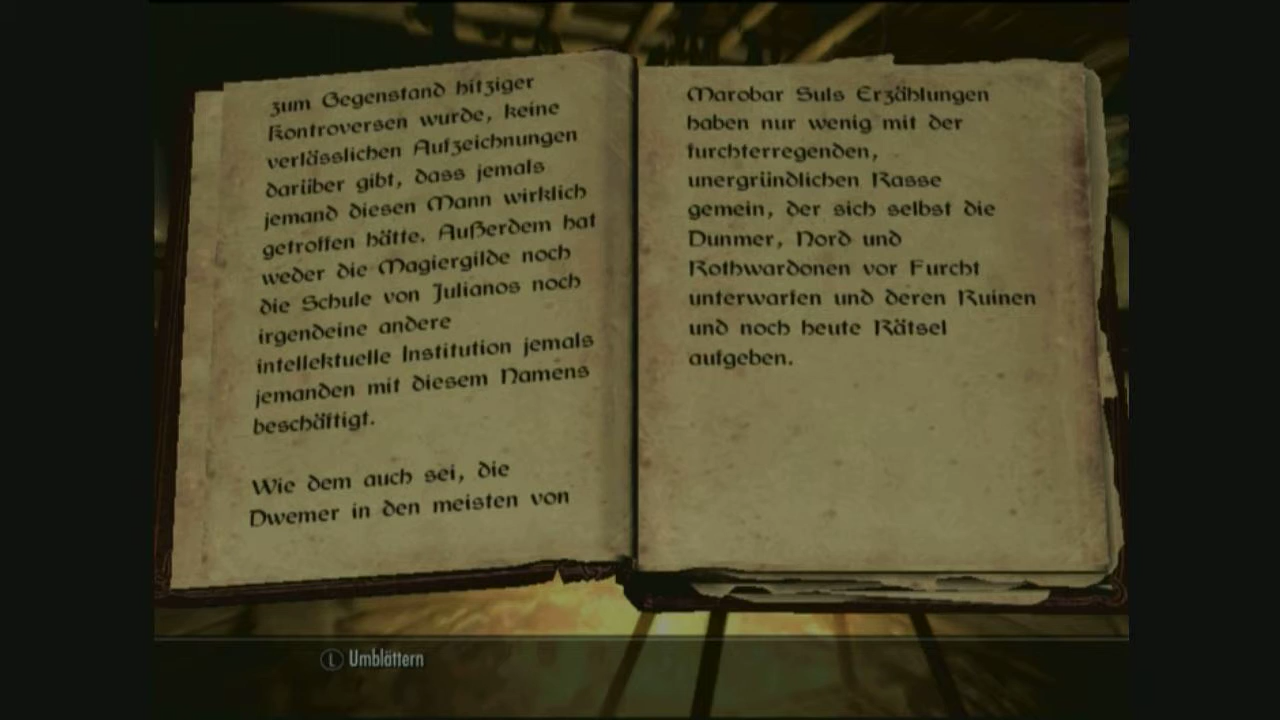 zum Gegenstand hitziger
Kontroversen wurde, keine
verlässlichen Aufzeichnungen
darüber gibt, dass jemals
jemand diesen Mann wirklich
getroffen hätte. Außerdem hat
weder die Magiergilde noch
die Schule von Julianos noch
irgendeine andere
intellektuelle Institution jemals
jemanden mit diesem Namens
beschäftigt.
Wie dem auch sei, die
Dwemer in den meisten von
Marobar Suls Erzählungen
haben nur wenig mit der
furchterregenden,
unergründlichen Rasse
gemein, der sich selbst die
Dunmer, Nord und
Rothwardonen vor Furcht
unterwarfen und deren Ruinen
und noch heute Rätsel
aufgeben.
L Umblättern